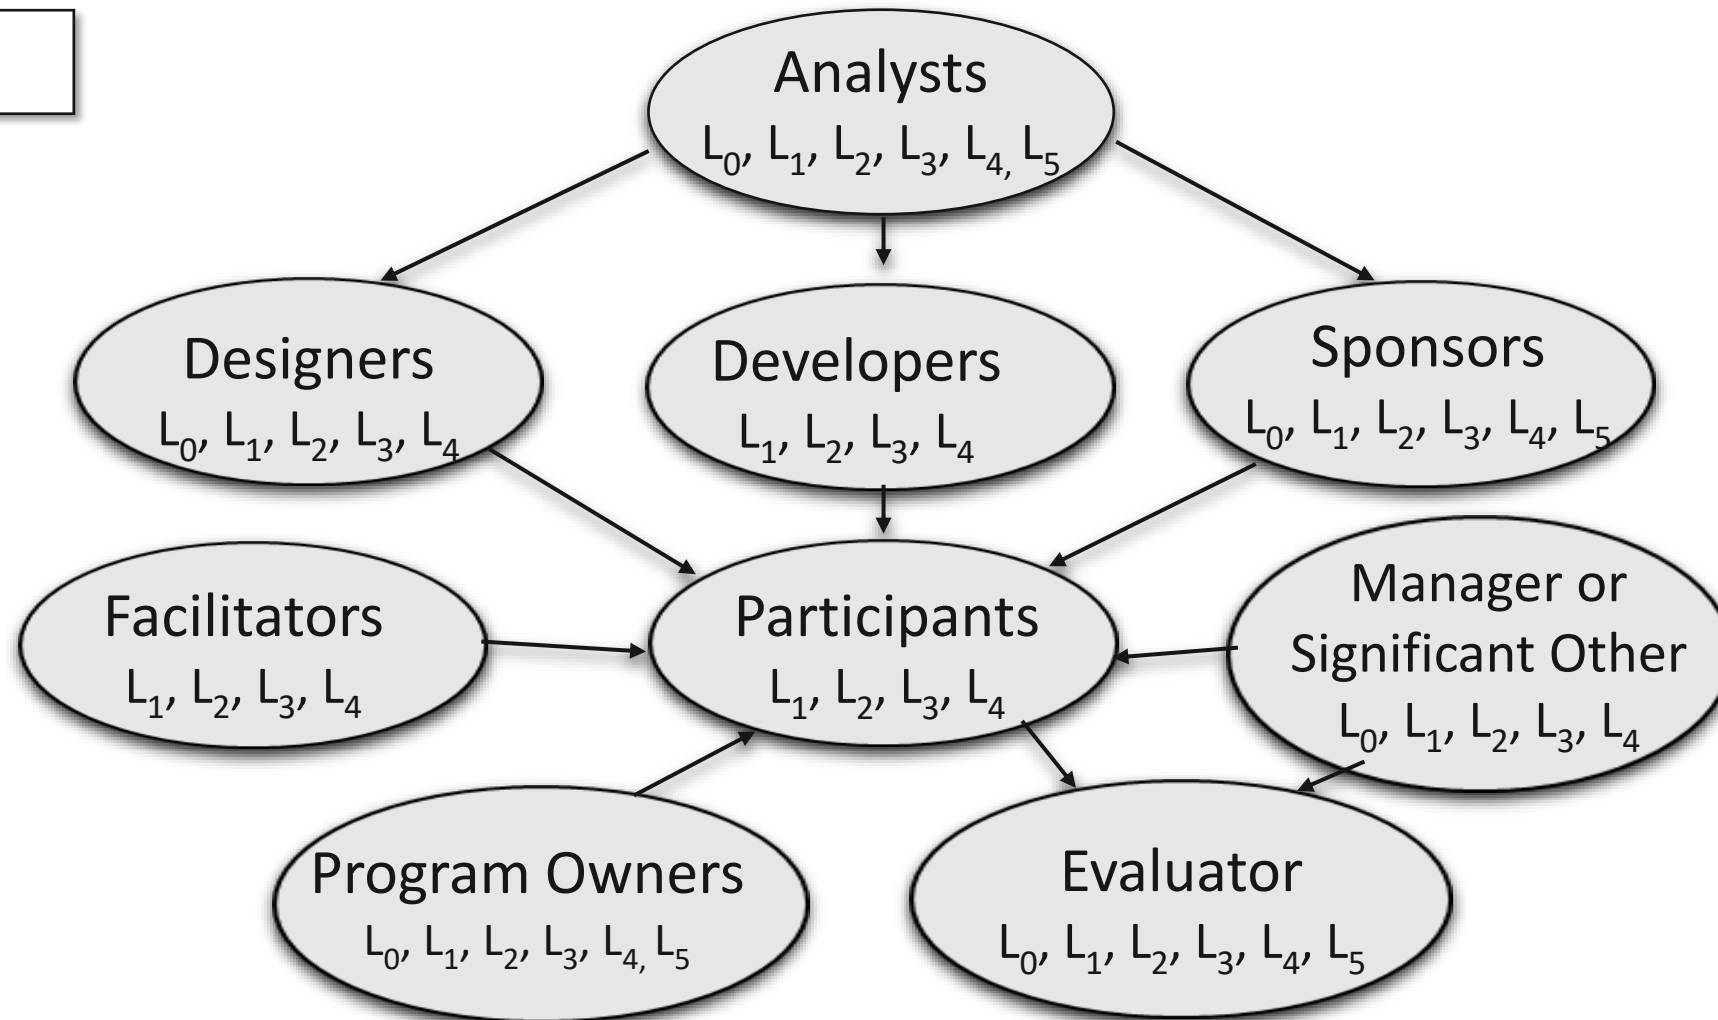 Analysts
L₀, L₁, L₂, L₃, L₄, L₅
Designers
L₀, L₁, L₂, L₃, L₄
Developers
L₁, L₂, L₃, L₄
Sponsors
L₀, L₁, L₂, L₃, L₄, L₅
Facilitators
L₁, L₂, L₃, L₄
Participants
L₁, L₂, L₃, L₄
Manager or
Significant Other
L₀, L₁, L₂, L₃, L₄
Program Owners
L₀, L₁, L₂, L₃, L₄, L₅
Evaluator
L₀, L₁, L₂, L₃, L₄, L₅